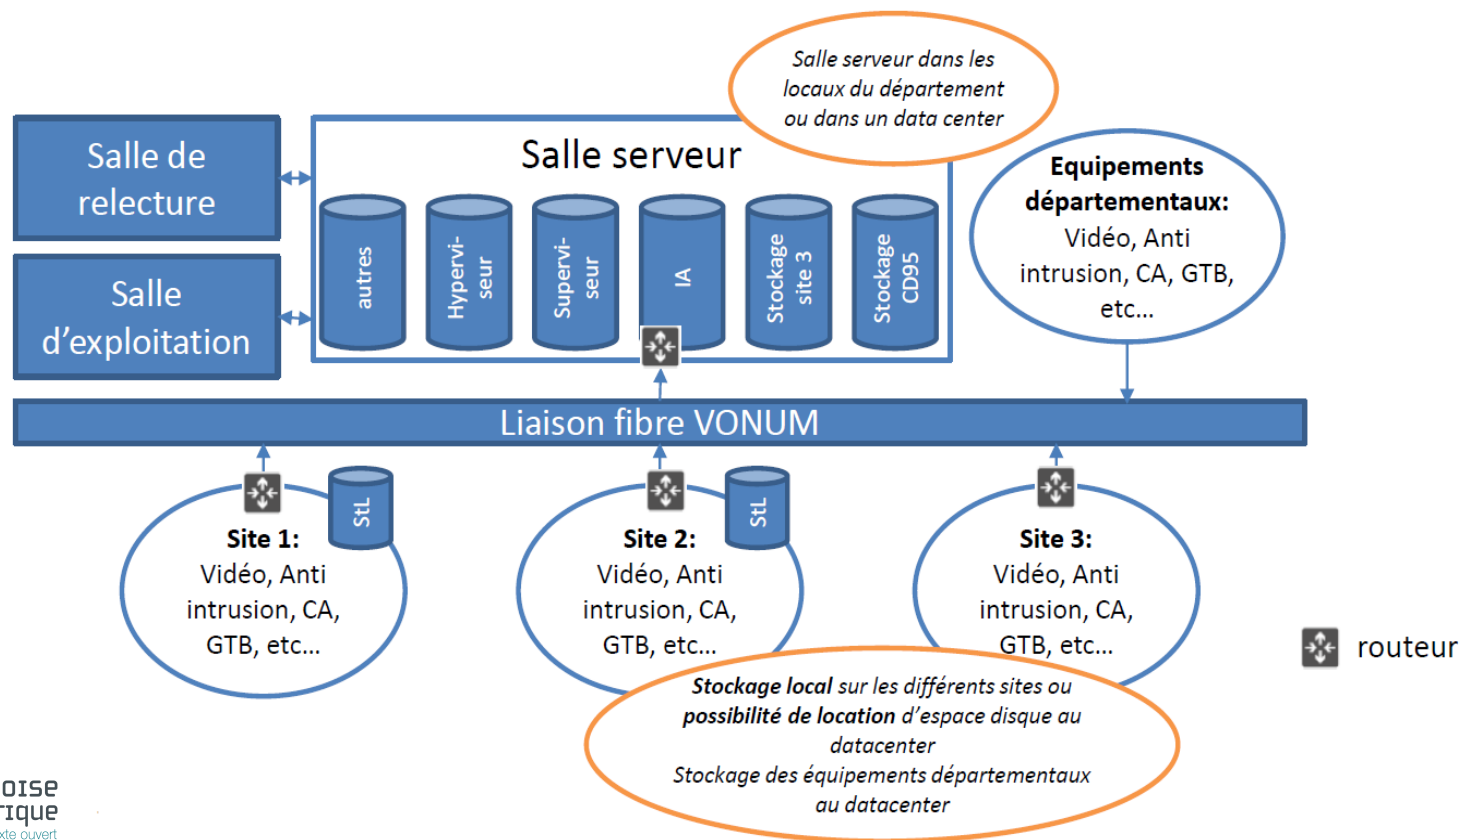 Salle serveur dans les
locaux du département
ou dans un data center
Salle de
relecture
Salle serveur
Equipements
départementaux:
Vidéo, Anti
intrusion, CA, GTB,
etc...
autres
Hypervi-
seur
Supervi-
seur
IA
Stockage
site 3
Stockage
CD95
Salle
d'exploitation
Liaison fibre VONUM
StL
Site 1:
Vidéo, Anti
intrusion, CA,
GTB, etc...
StL
Site 2:
Vidéo, Anti
intrusion, CA,
GTB, etc...
Site 3:
Vidéo, Anti
intrusion, CA,
GTB, etc...
routeur
Stockage local sur les différents sites ou
possibilité de location d'espace disque au
datacenter
Stockage des équipements départementaux
au datacenter
ouvert